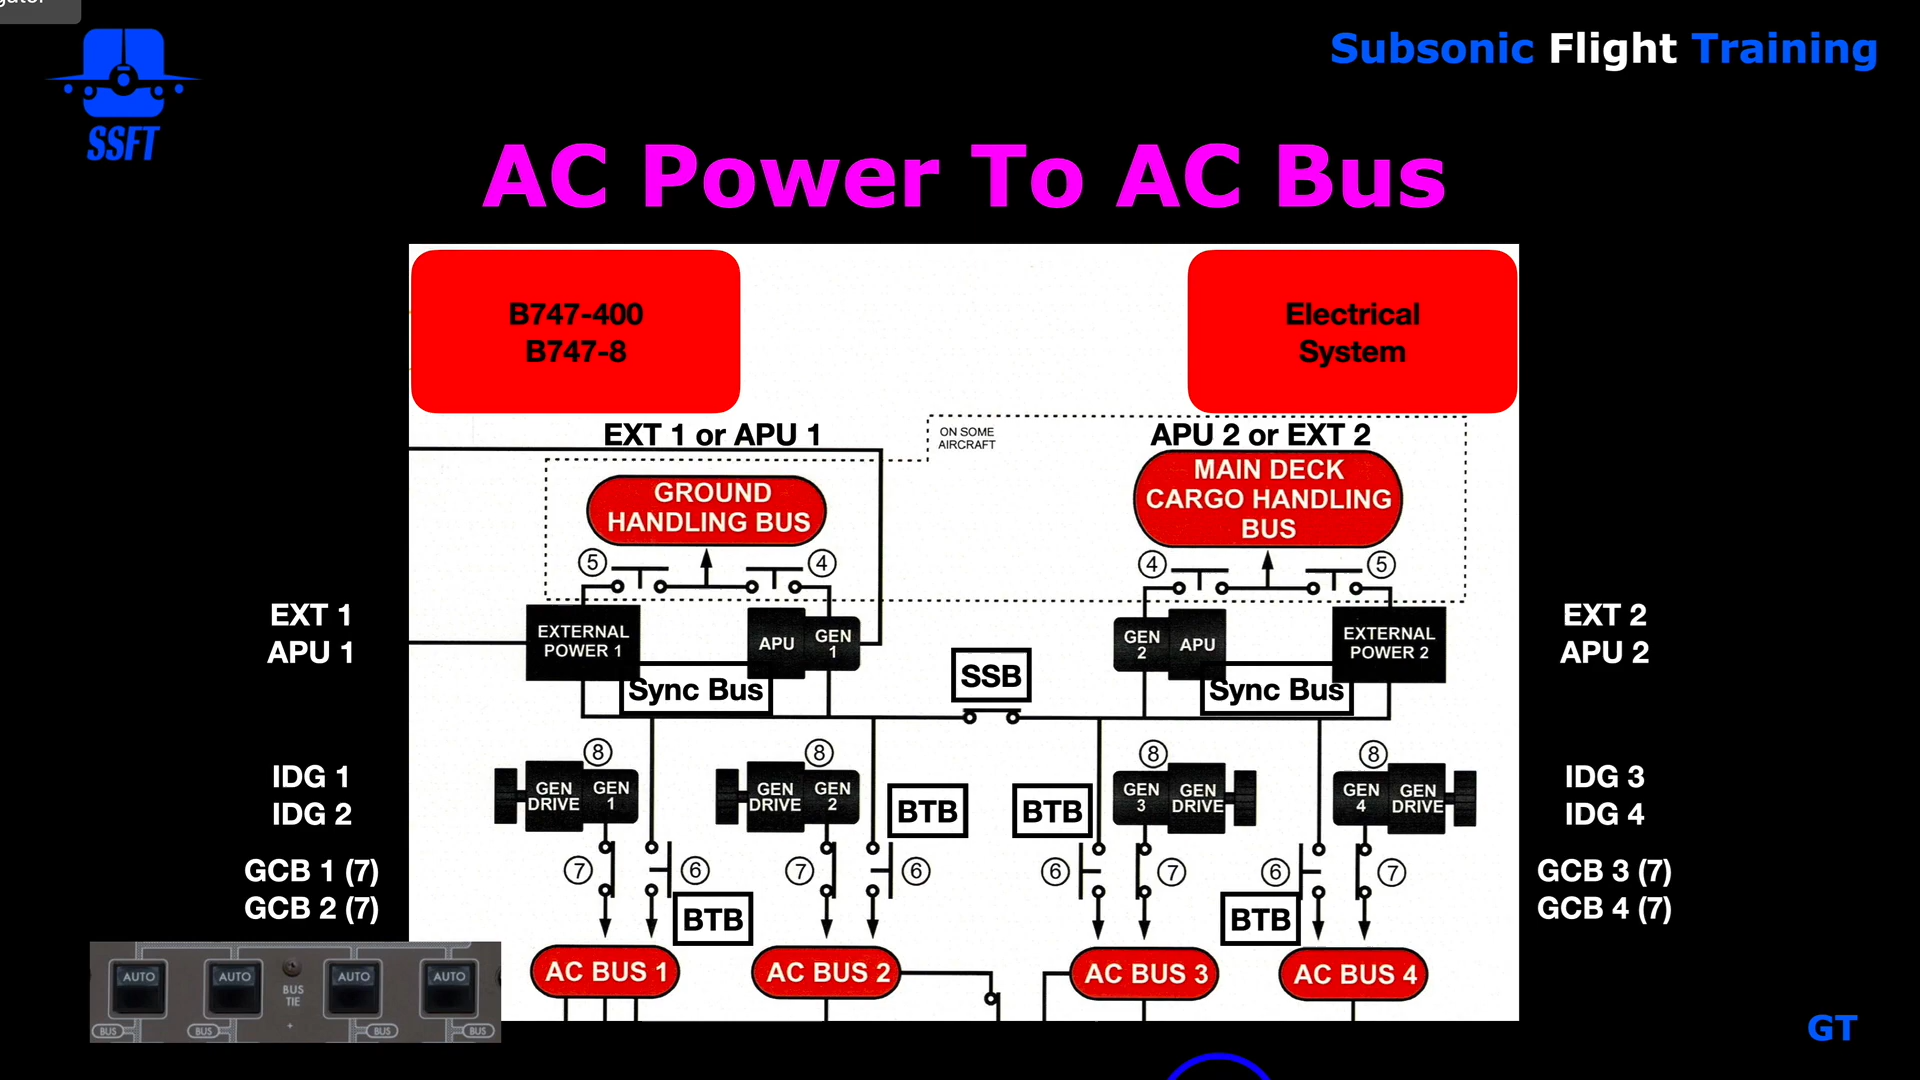 Subsonic Flight Training
SSFT
AC Power To AC Bus
B747-400
B747-8
Electrical
System
EXT 1 or APU 1
ON SOME
AIRCRAFT
APU 2 or EXT 2
GROUND
HANDLING BUS
MAIN DECK
CARGO HANDLING
BUS
5
4
4
5
EXT 1
APU 1
EXTERNAL
POWER 1
APU
GEN
1
GEN
2
APU
EXTERNAL
POWER 2
EXT 2
APU 2
Sync Bus
SSB
Sync Bus
8
8
8
8
IDG 1
IDG 2
GEN
DRIVE
GEN
1
GEN
DRIVE
GEN
2
BTB
BTB
GEN
3
GEN
DRIVE
GEN
4
GEN
DRIVE
IDG 3
IDG 4
GCB 1 (7)
GCB 2 (7)
7
6
7
6
6
7
6
7
GCB 3 (7)
GCB 4 (7)
BTB
BTB
AC BUS 1
AC BUS 2
AC BUS 3
AC BUS 4
AUTO
AUTO
AUTO
AUTO
BUS
TIE
BUS
BUS
BUS
BUS
GT